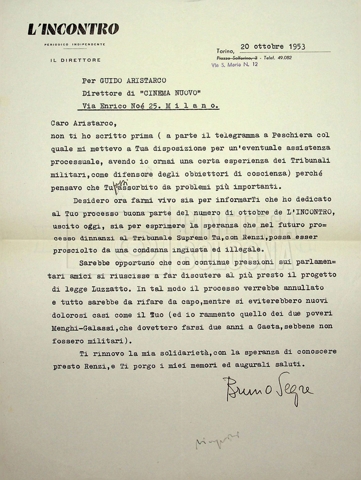 L'INCONTRO
PERIODICO INDIPENDENTE
IL DIRETTORE
Torino, 20 ottobre 1953
Piazza Solferino 3 - Telef. 49.082
Via S. Maria N. 12
Per GUIDO ARISTARCO
Direttore di "CINEMA NUOVO"
Via Enrico Noé 25. Milano.
Caro Aristarco,
non ti ho scritto prima ( a parte il telegramma a Peschiera col
quale mi mettevo a Tua disposizione per un'eventuale assistenza
processuale, avendo io ornai una certa esperienza dei Tribunali
militari,come difensore degli obbiettori di coscienza) perché
pensavo che Tu fossi assorbito da problemi più importanti.
Desidero ora farmi vivo sia per informarTi che ho dedicato
al Tuo processo buona parte del numero di ottobre de L'INCONTRO,
uscito oggi, sia per esprimere la speranza che nel futuro pro-
cesso dinnanzi al Tribunale Supremo Tu,con Renzi,possa esser
prosciolto da una condanna ingiusta ed illegale.
Sarebbe opportuno che con continue pressioni sui parlamen-
tari amici si riuscisse a far discutere al più presto il progetto
di legge Luzzatto. In tal modo il processo verrebbe annullato
e tutto sarebbe da rifare da capo,mentre si eviterebbero nuovi
dolorosi casi come il Tuo (ed io rammento quello dei due poveri
Menghi-Galassi,che dovettero farsi due anni a Gaeta,sebbene non
fossero militari).
Ti rinnovo la mia solidarietà,con la speranza di conoscere
presto Renzi,e Ti porgo i miei memori ed augurali saluti.
Bruno Segre